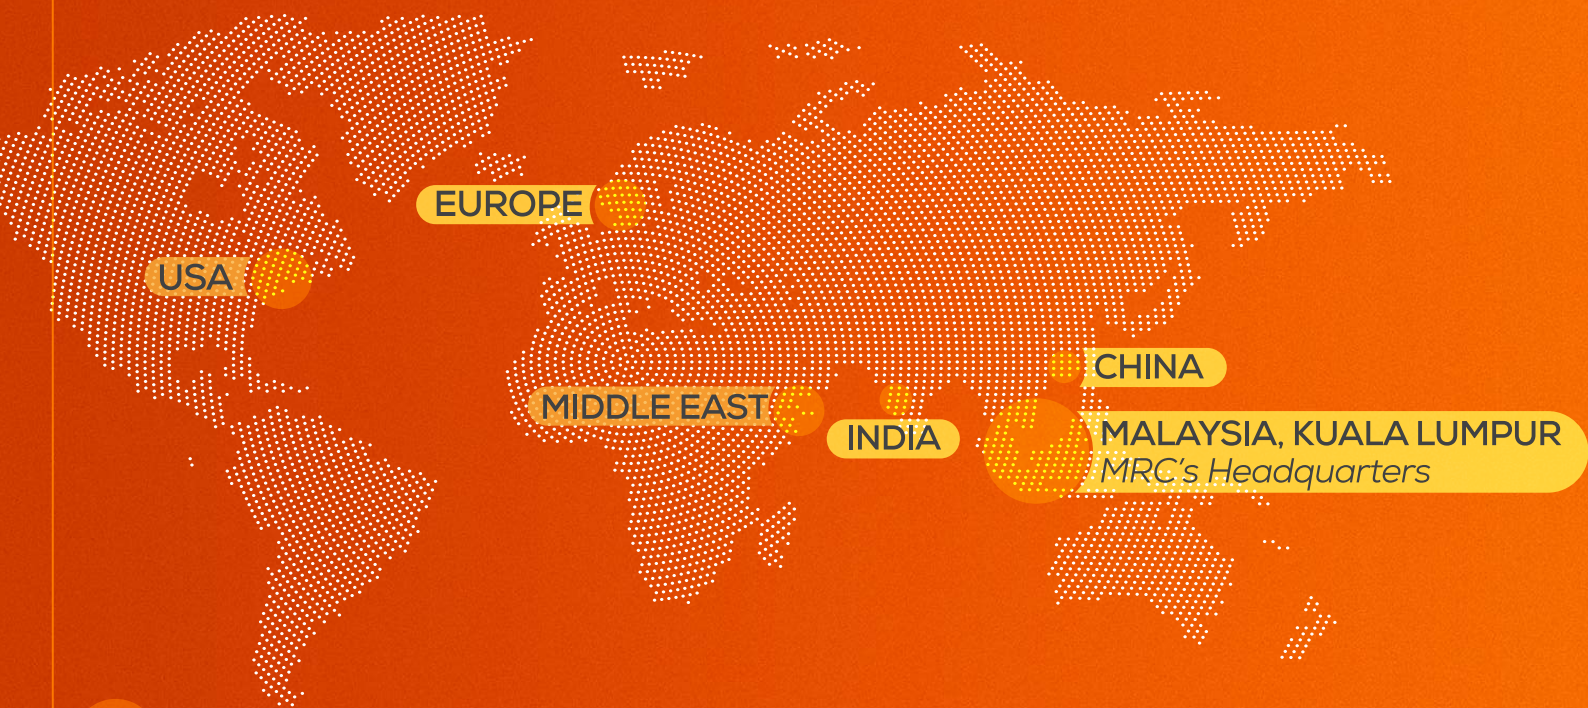 EUROPE
USA
CHINA
MIDDLE EAST
INDIA
MALAYSIA, KUALA LUMPUR
MRC's Headquarters